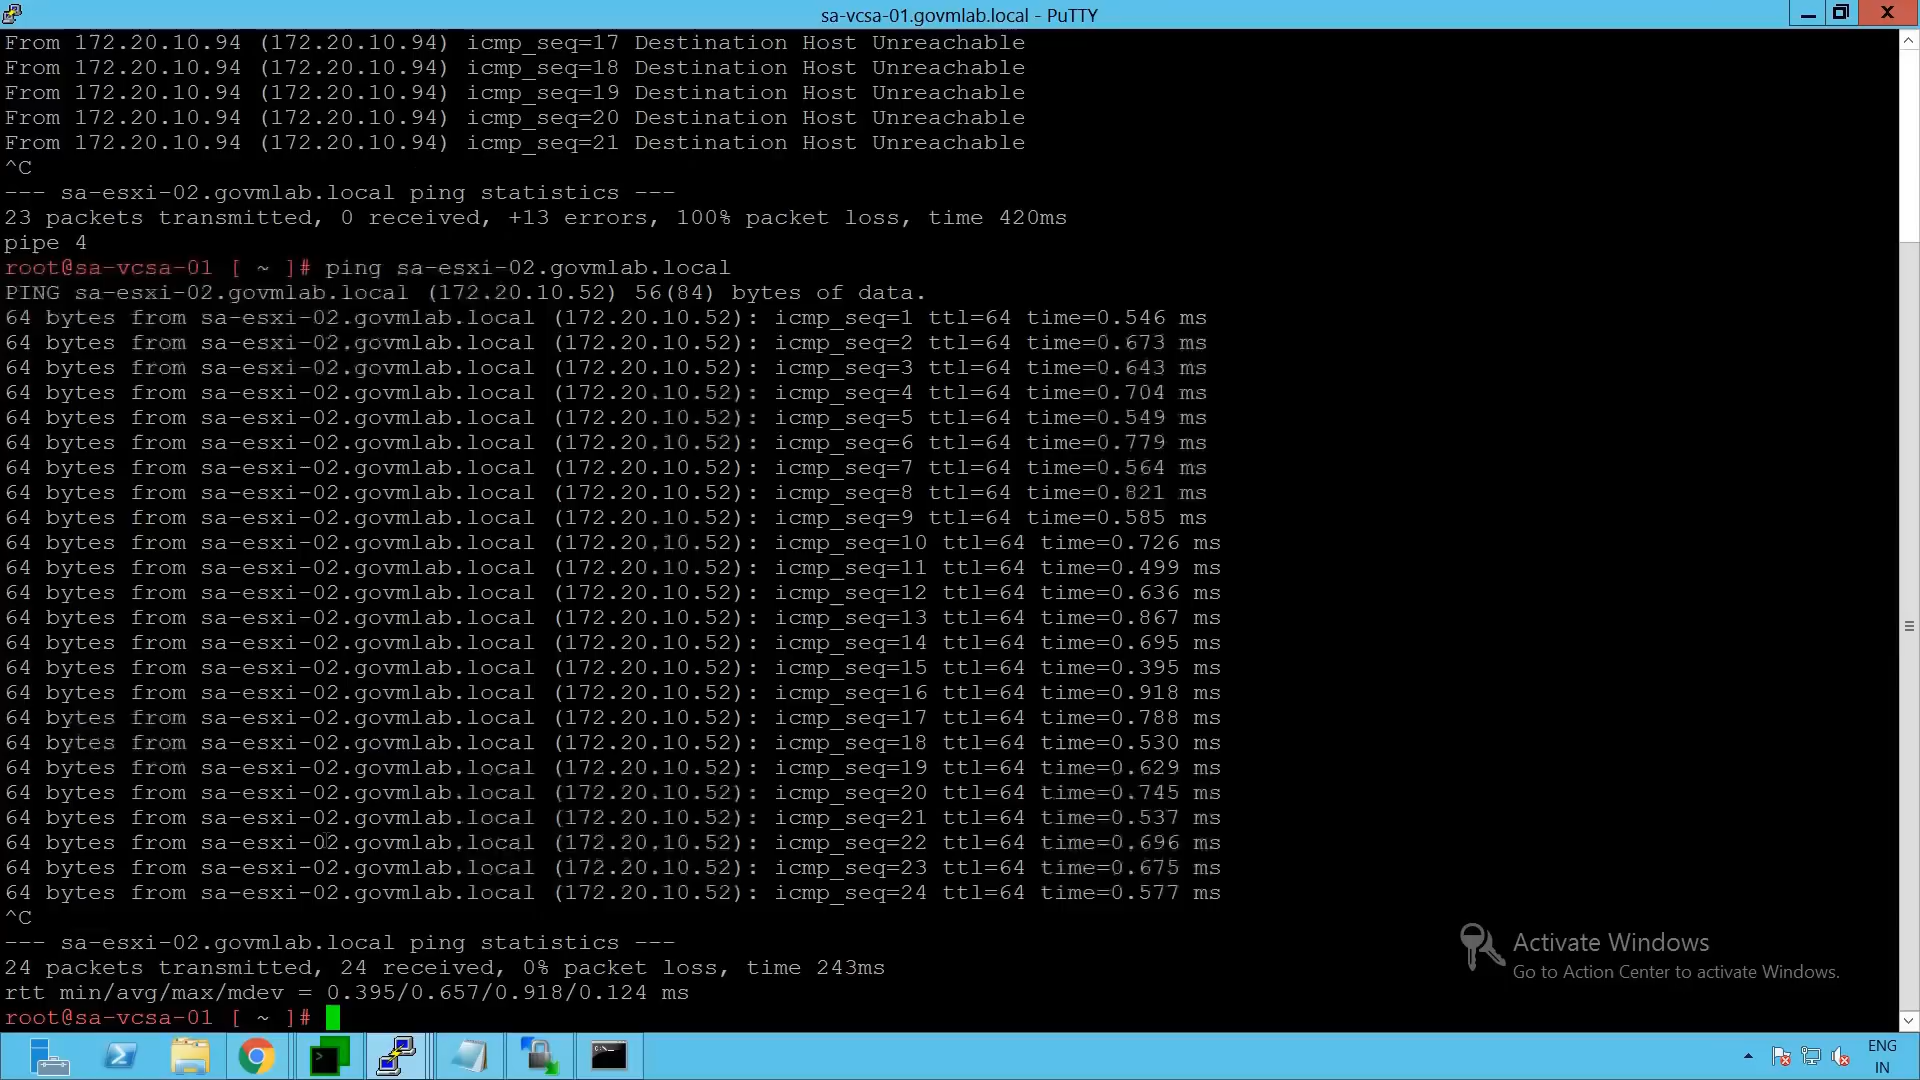 sa-vcsa-01.govmlab.local - PuTTY
From 172.20.10.94 (172.20.10.94) icmp_seq=17 Destination Host Unreachable
From 172.20.10.94 (172.20.10.94) icmp_seq=18 Destination Host Unreachable
From 172.20.10.94 (172.20.10.94) icmp_seq=19 Destination Host Unreachable
From 172.20.10.94 (172.20.10.94) icmp_seq=20 Destination Host Unreachable
From 172.20.10.94 (172.20.10.94) icmp_seq=21 Destination Host Unreachable
^C
--- sa-esxi-02.govmlab.local ping statistics ---
23 packets transmitted, 0 received, +13 errors, 100% packet loss, time 420ms
pipe 4
root@sa-vcsa-01 [ ~ ]# ping sa-esxi-02.govmlab.local
PING sa-esxi-02.govmlab.local (172.20.10.52) 56(84) bytes of data.
64 bytes from sa-esxi-02.govmlab.local (172.20.10.52): icmp_seq=1 ttl=64 time=0.546 ms
64 bytes from sa-esxi-02.govmlab.local (172.20.10.52): icmp_seq=2 ttl=64 time=0.673 ms
64 bytes from sa-esxi-02.govmlab.local (172.20.10.52): icmp_seq=3 ttl=64 time=0.643 ms
64 bytes from sa-esxi-02.govmlab.local (172.20.10.52): icmp_seq=4 ttl=64 time=0.704 ms
64 bytes from sa-esxi-02.govmlab.local (172.20.10.52): icmp_seq=5 ttl=64 time=0.549 ms
64 bytes from sa-esxi-02.govmlab.local (172.20.10.52): icmp_seq=6 ttl=64 time=0.779 ms
64 bytes from sa-esxi-02.govmlab.local (172.20.10.52): icmp_seq=7 ttl=64 time=0.564 ms
64 bytes from sa-esxi-02.govmlab.local (172.20.10.52): icmp_seq=8 ttl=64 time=0.821 ms
64 bytes from sa-esxi-02.govmlab.local (172.20.10.52): icmp_seq=9 ttl=64 time=0.585 ms
64 bytes from sa-esxi-02.govmlab.local (172.20.10.52): icmp_seq=10 ttl=64 time=0.726 ms
64 bytes from sa-esxi-02.govmlab.local (172.20.10.52): icmp_seq=11 ttl=64 time=0.499 ms
64 bytes from sa-esxi-02.govmlab.local (172.20.10.52): icmp_seq=12 ttl=64 time=0.636 ms
64 bytes from sa-esxi-02.govmlab.local (172.20.10.52): icmp_seq=13 ttl=64 time=0.867 ms
64 bytes from sa-esxi-02.govmlab.local (172.20.10.52): icmp_seq=14 ttl=64 time=0.695 ms
64 bytes from sa-esxi-02.govmlab.local (172.20.10.52): icmp_seq=15 ttl=64 time=0.395 ms
64 bytes from sa-esxi-02.govmlab.local (172.20.10.52): icmp_seq=16 ttl=64 time=0.918 ms
64 bytes from sa-esxi-02.govmlab.local (172.20.10.52): icmp_seq=17 ttl=64 time=0.788 ms
64 bytes from sa-esxi-02.govmlab.local (172.20.10.52): icmp_seq=18 ttl=64 time=0.530 ms
64 bytes from sa-esxi-02.govmlab.local (172.20.10.52): icmp_seq=19 ttl=64 time=0.629 ms
64 bytes from sa-esxi-02.govmlab.local (172.20.10.52): icmp_seq=20 ttl=64 time=0.745 ms
64 bytes from sa-esxi-02.govmlab.local (172.20.10.52): icmp_seq=21 ttl=64 time=0.537 ms
64 bytes from sa-esxi-02.govmlab.local (172.20.10.52): icmp_seq=22 ttl=64 time=0.696 ms
64 bytes from sa-esxi-02.govmlab.local (172.20.10.52): icmp_seq=23 ttl=64 time=0.675 ms
64 bytes from sa-esxi-02.govmlab.local (172.20.10.52): icmp_seq=24 ttl=64 time=0.577 ms
^C
--- sa-esxi-02.govmlab.local ping statistics ---
24 packets transmitted, 24 received, 0% packet loss, time 243ms
rtt min/avg/max/mdev = 0.395/0.657/0.918/0.124 ms
root@sa-vcsa-01 [ ~ ]#
Activate Windows
Go to Action Center to activate Windows.
ENG
IN